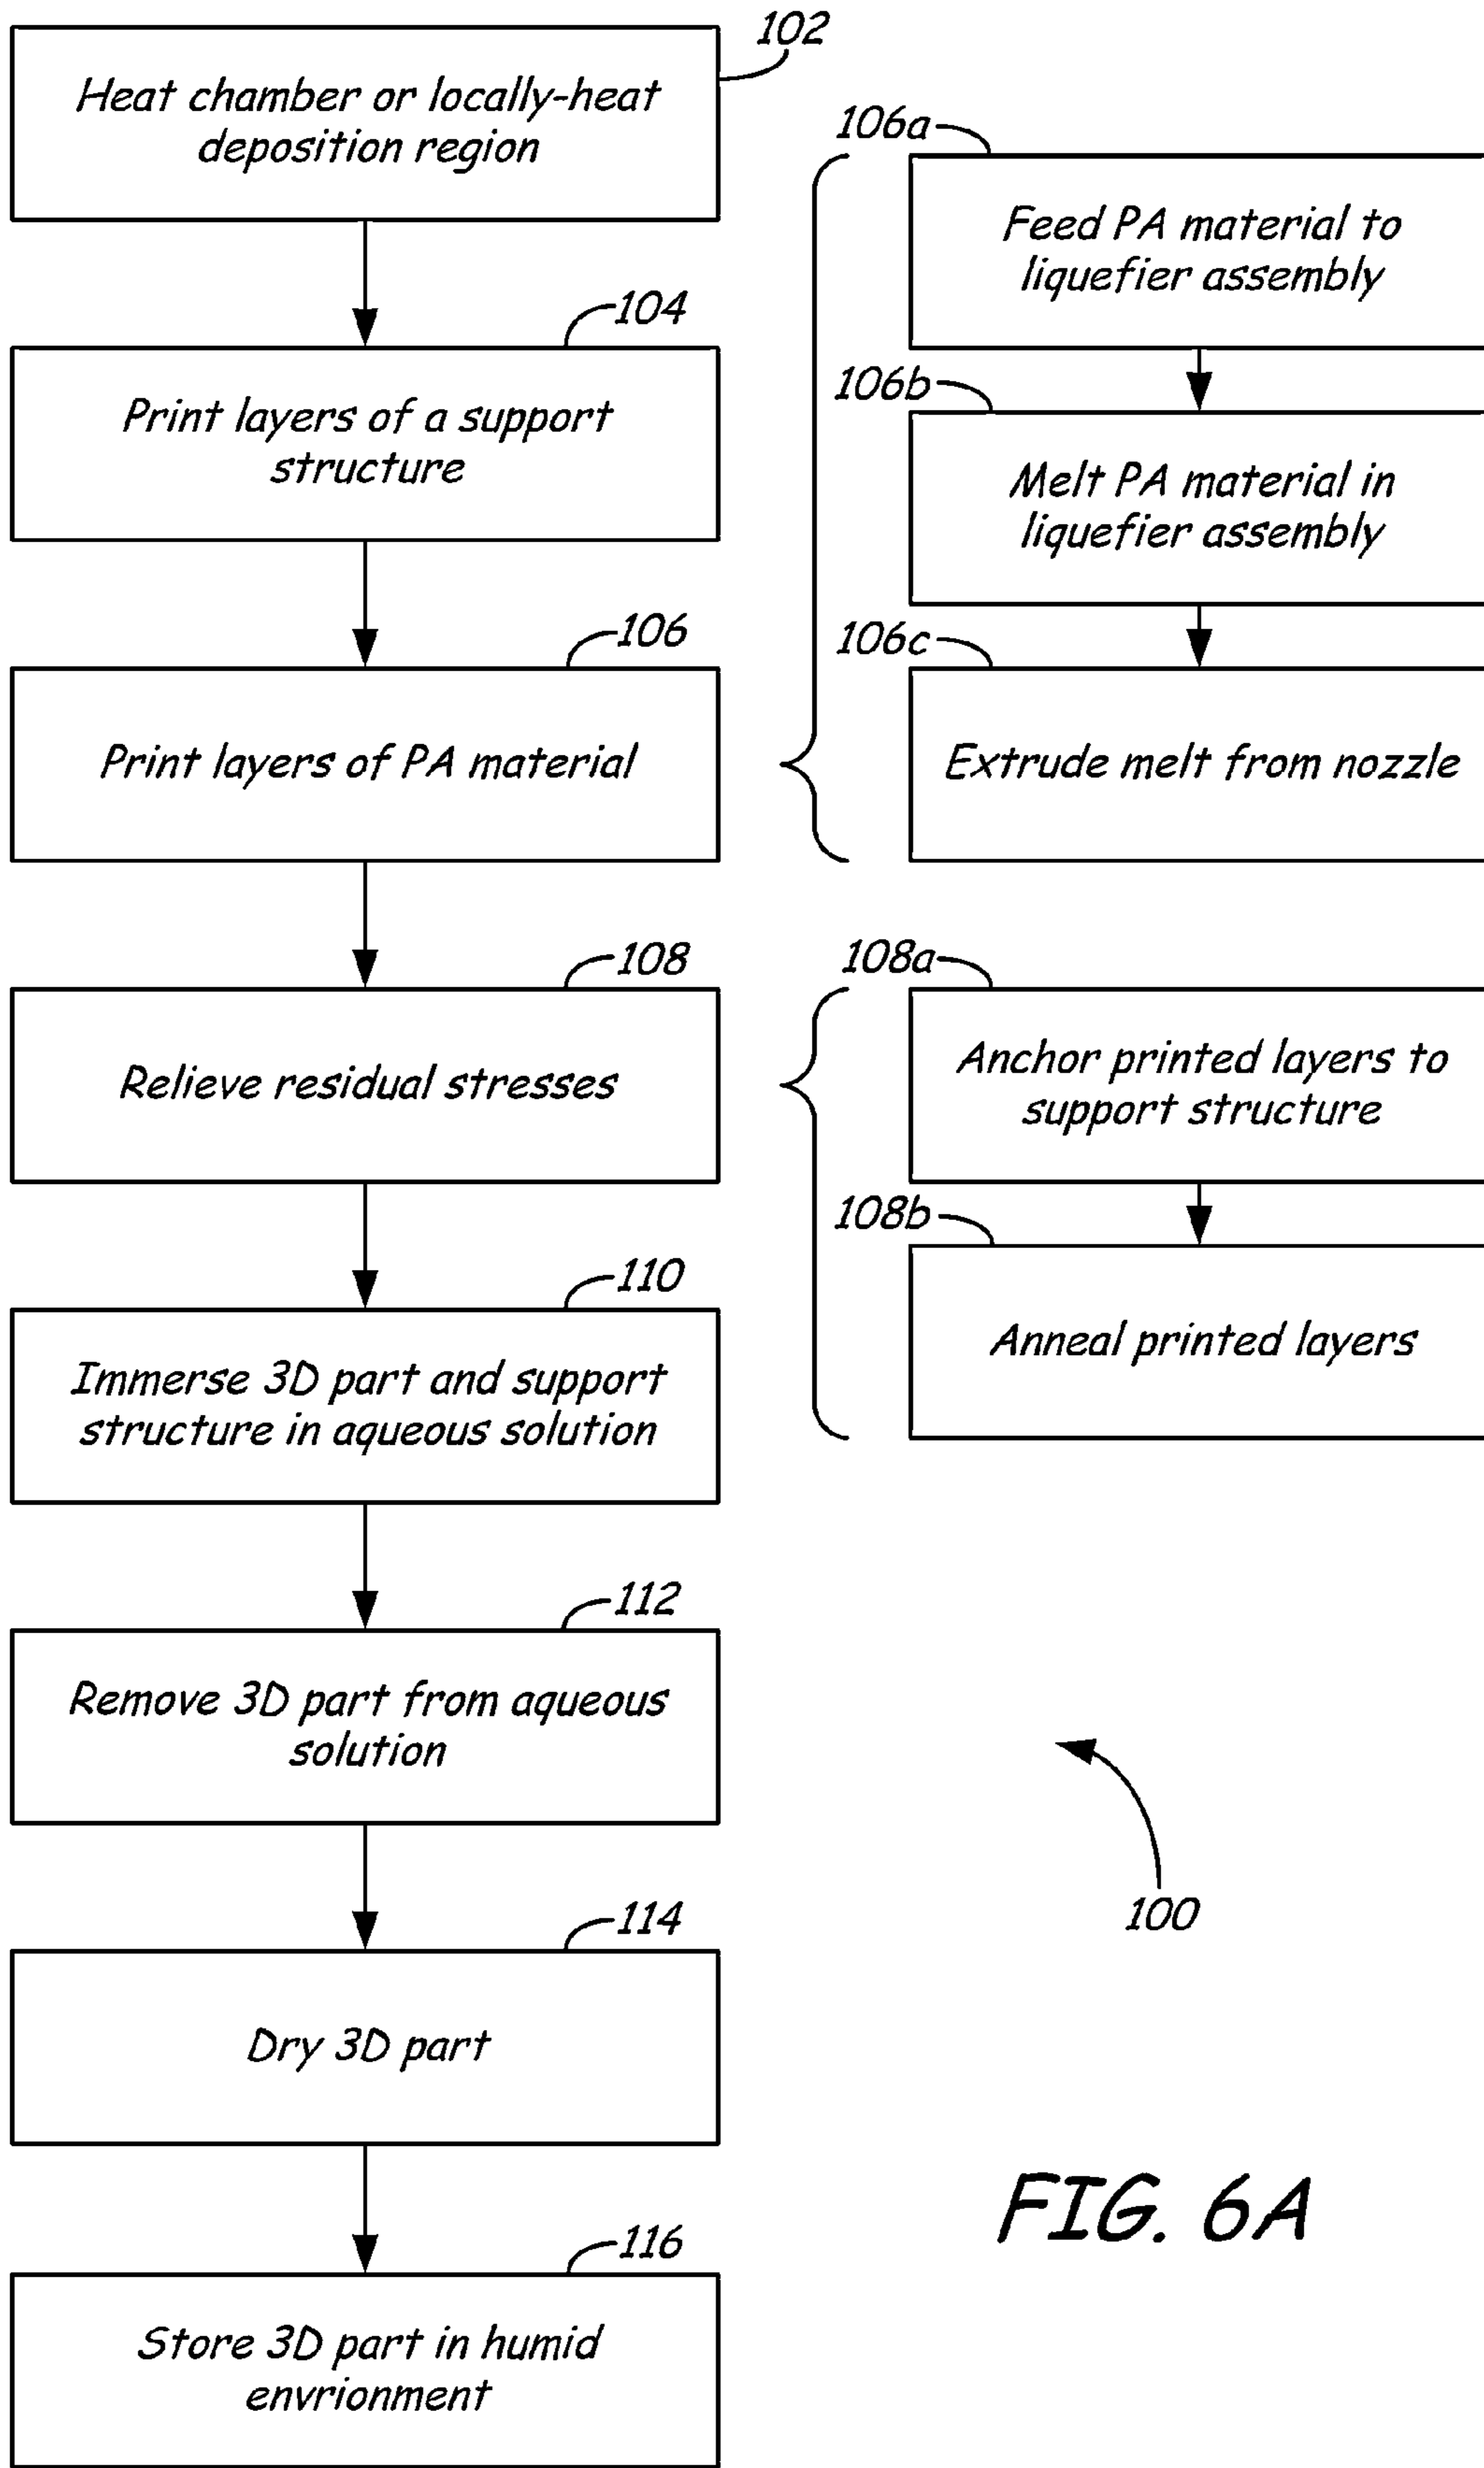 102
Heat chamber or locally-heat
deposition region
104
Print layers of a support
structure
106
Print layers of PA material
106a
Feed PA material to
liquefier assembly
106b
Melt PA material in
liquefier assembly
106c
Extrude melt from nozzle
108
Relieve residual stresses
108a
Anchor printed layers to
support structure
108b
Anneal printed layers
110
Immerse 3D part and support
structure in aqueous solution
112
Remove 3D part from aqueous
solution
114
Dry 3D part
116
Store 3D part in humid
envrionment
100
FIG. 6A